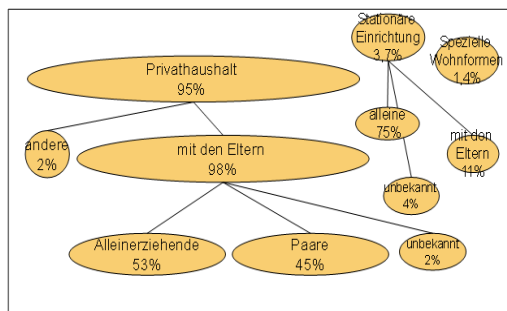 Stationäre
Einrichtung
3,7%
Spezielle
Wohnformen
1,4%
Privathaushalt
95%
alleine
75%
mit den
Eltern
11%
andere
2%
mit den Eltern
98%
unbekannt
4%
Alleinerziehende
53%
Paare
45%
unbekannt
2%